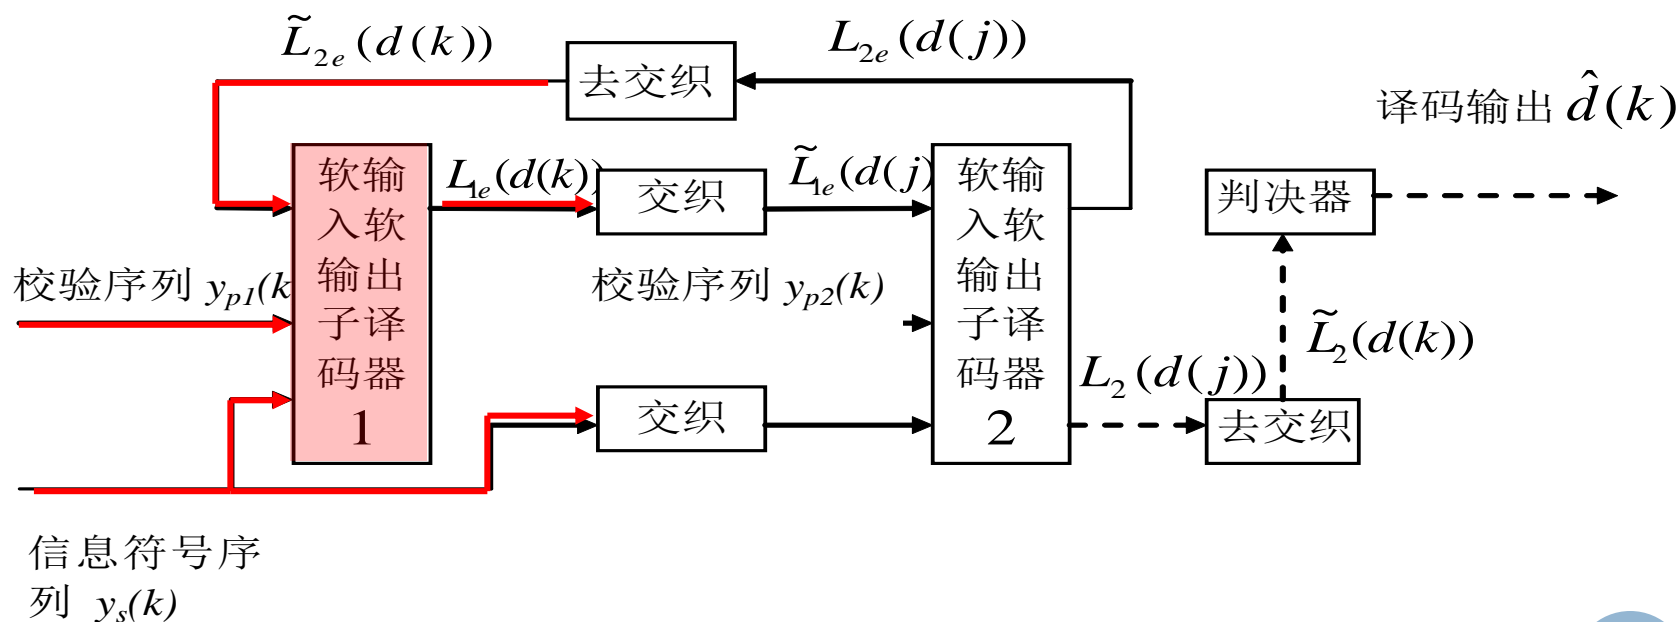 L̃₂ₑ(d(k))
L₂ₑ(d(j))
去交织
译码输出 d̂(k)
软输
入软
输出
子译
码器
1
L₁ₑ(d(k))
交织
L̃₁ₑ(d(j)
软输
入软
输出
子译
码器
2
判决器
校验序列 yₚ₁(k
校验序列 yₚ₂(k)
L̃₂(d(k))
L₂(d(j))
交织
去交织
信息符号序
列 yₛ(k)